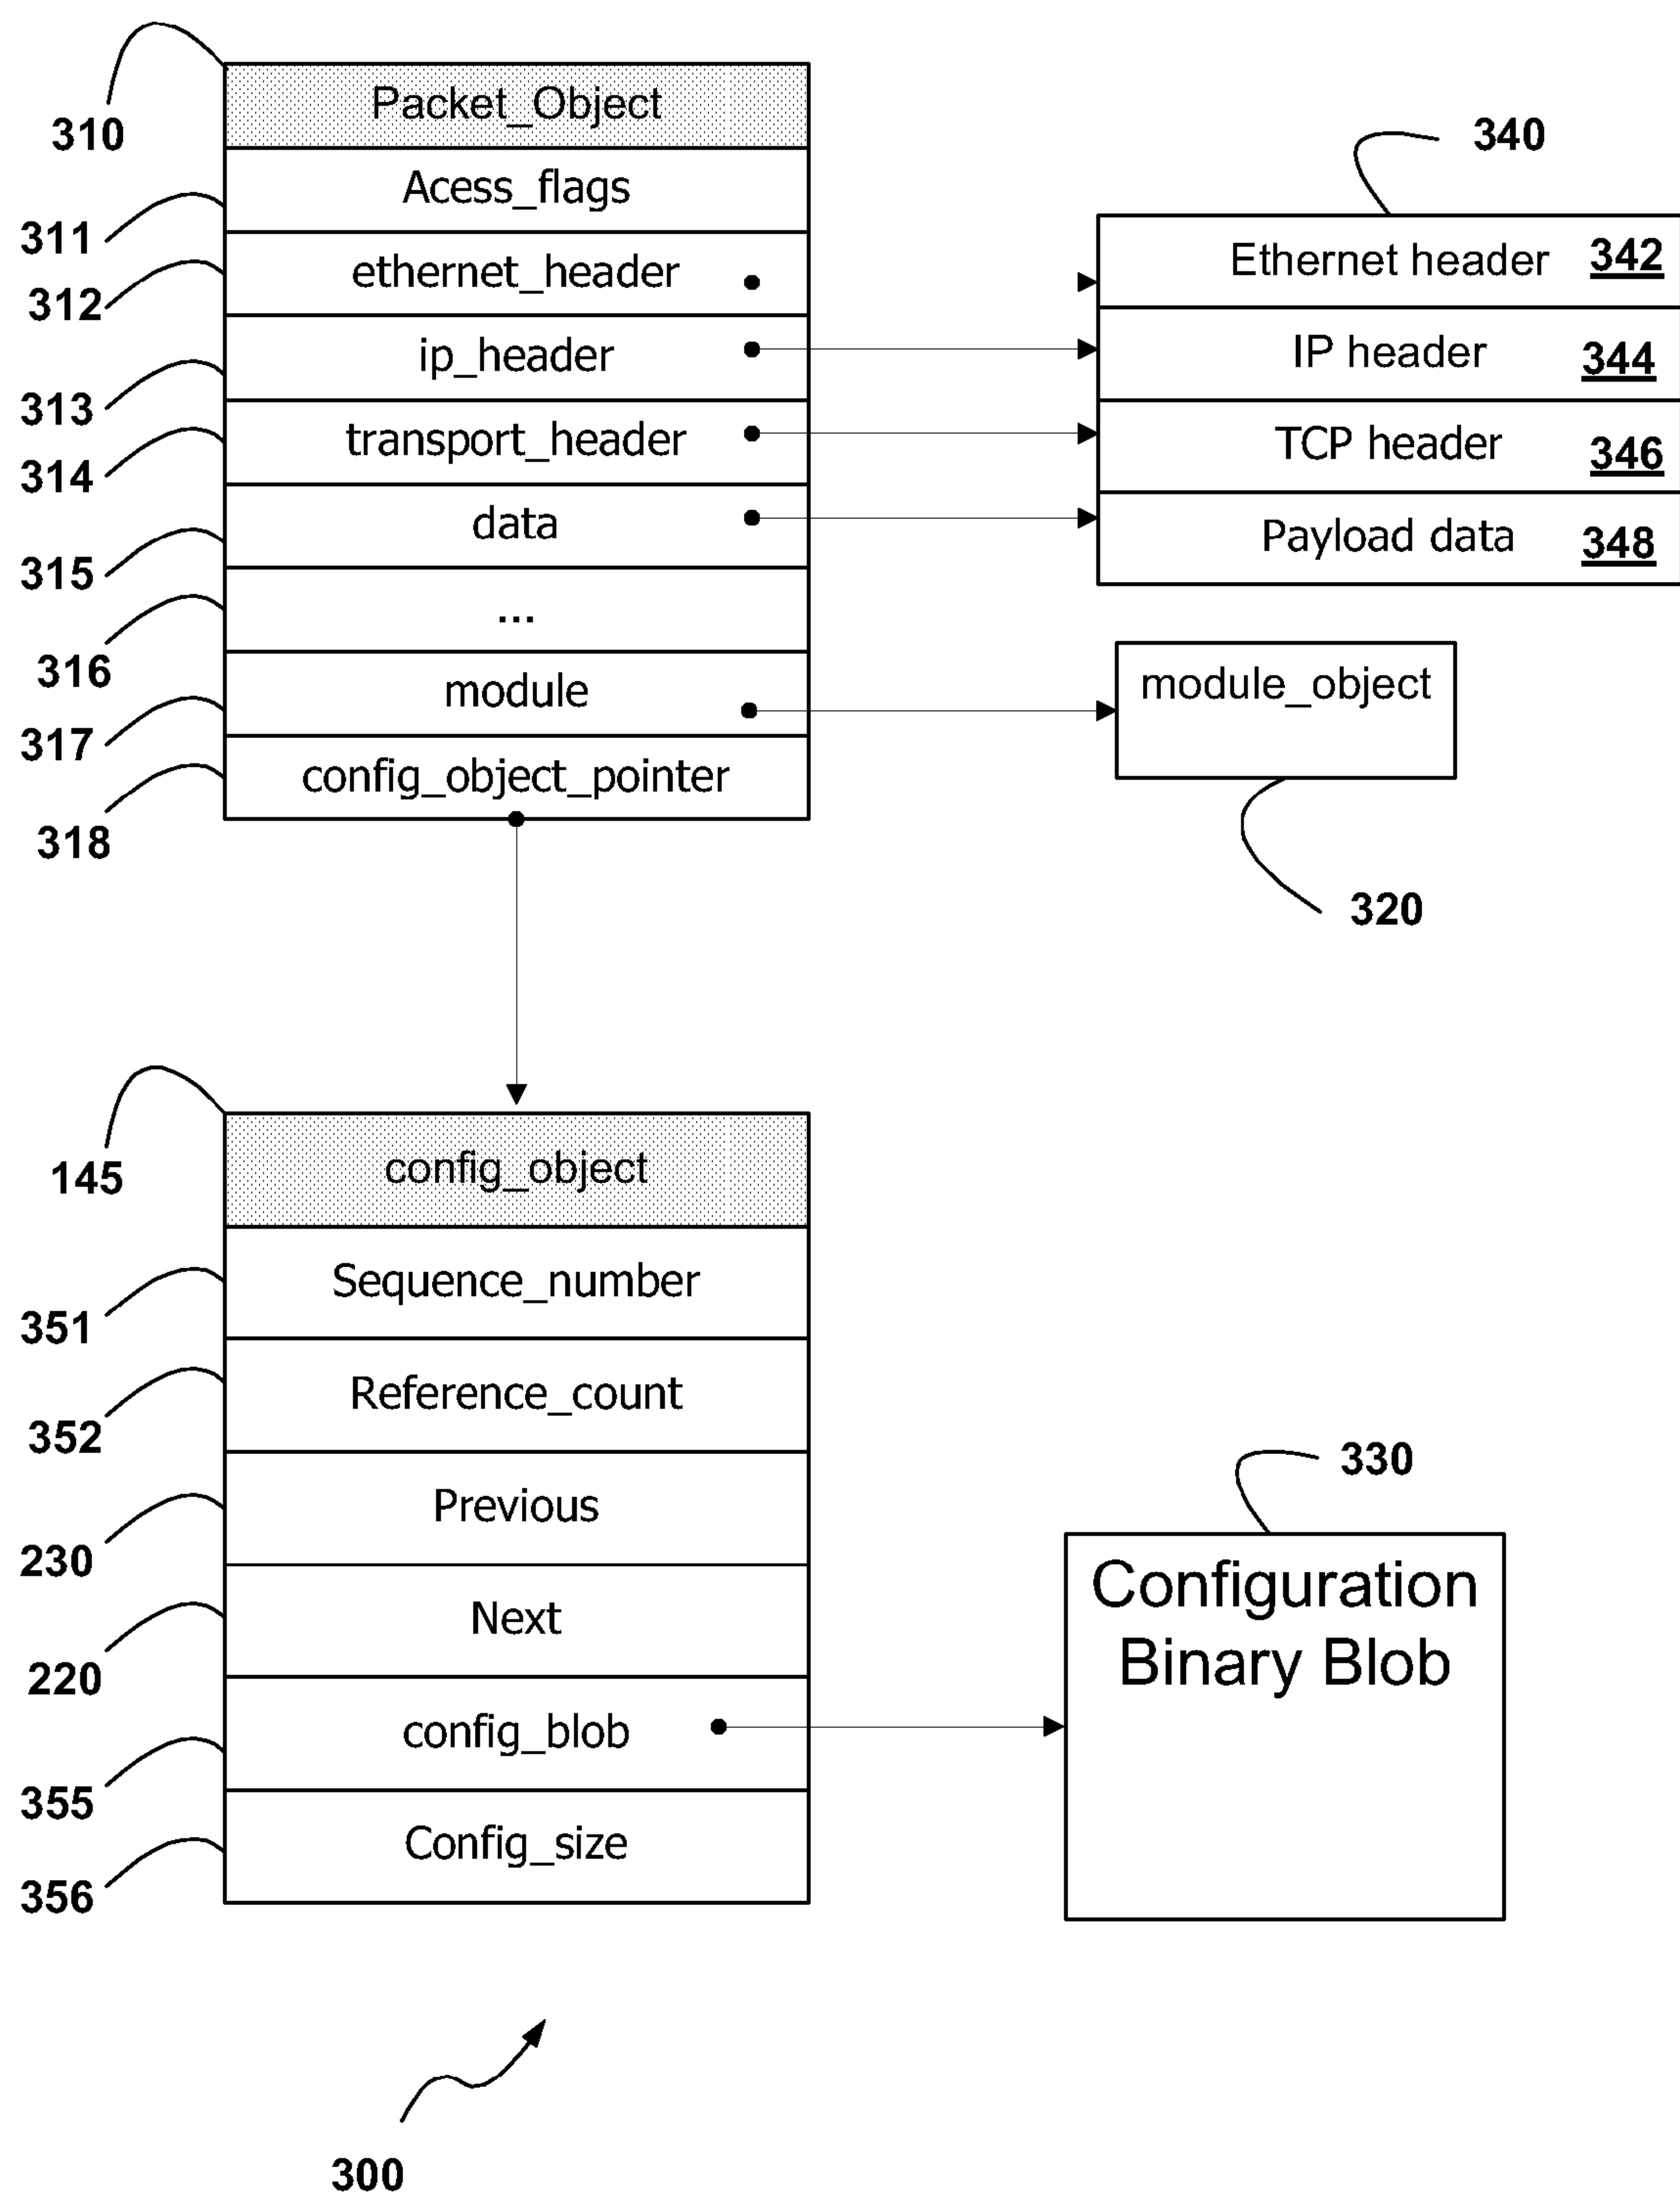 310
Packet_Object
311
Acess_flags
312
ethernet_header
313
ip_header
314
transport_header
315
data
316
...
317
module
318
config_object_pointer
340
Ethernet header 342
IP header 344
TCP header 346
Payload data 348
module_object
320
145
config_object
351
Sequence_number
352
Reference_count
230
Previous
220
Next
355
config_blob
356
Config_size
330
Configuration
Binary Blob
300